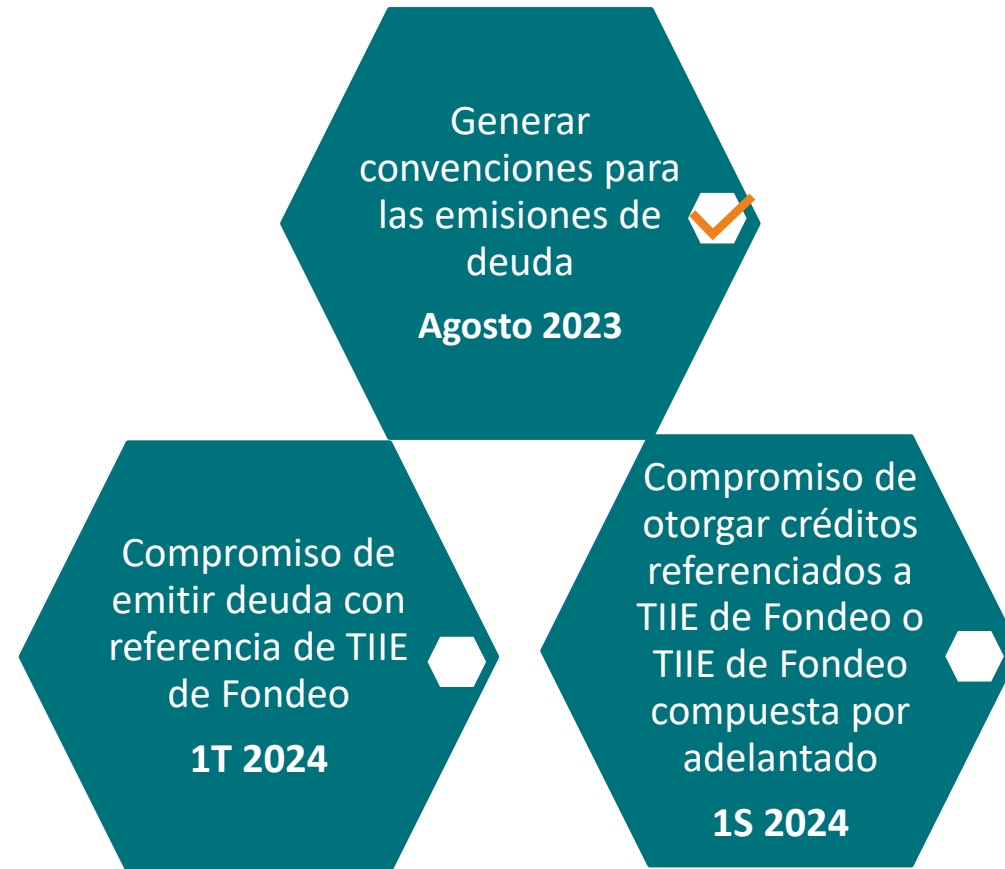 Generar
convenciones para
las emisiones de
deuda
Agosto 2023
Compromiso de
emitir deuda con
referencia de TIIE
de Fondeo
1T 2024
Compromiso de
otorgar créditos
referenciados a
TIIE de Fondeo o
TIIE de Fondeo
compuesta por
adelantado
1S 2024